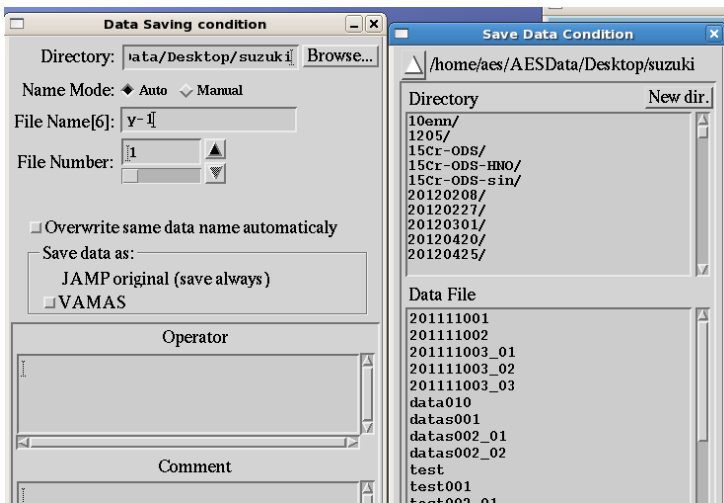 Data Saving condition
Directory: ata/Desktop/suzuki Browse...
Name Mode: Auto Manual
File Name[6]: y-1
File Number: 1
Overwrite same data name automaticaly
Save data as:
JAMP original (save always)
VAMAS
Operator
Comment
Save Data Condition
/home/aes/AESData/Desktop/suzuki
Directory New dir.
10enn/
1205/
15Cr-ODS/
15Cr-ODS-HNO/
15Cr-ODS-sin/
20120208/
20120227/
20120301/
20120420/
20120425/
Data File
201111001
201111002
201111003_01
201111003_02
201111003_03
data010
datas001
datas002_01
datas002_02
test
test001
test002_01